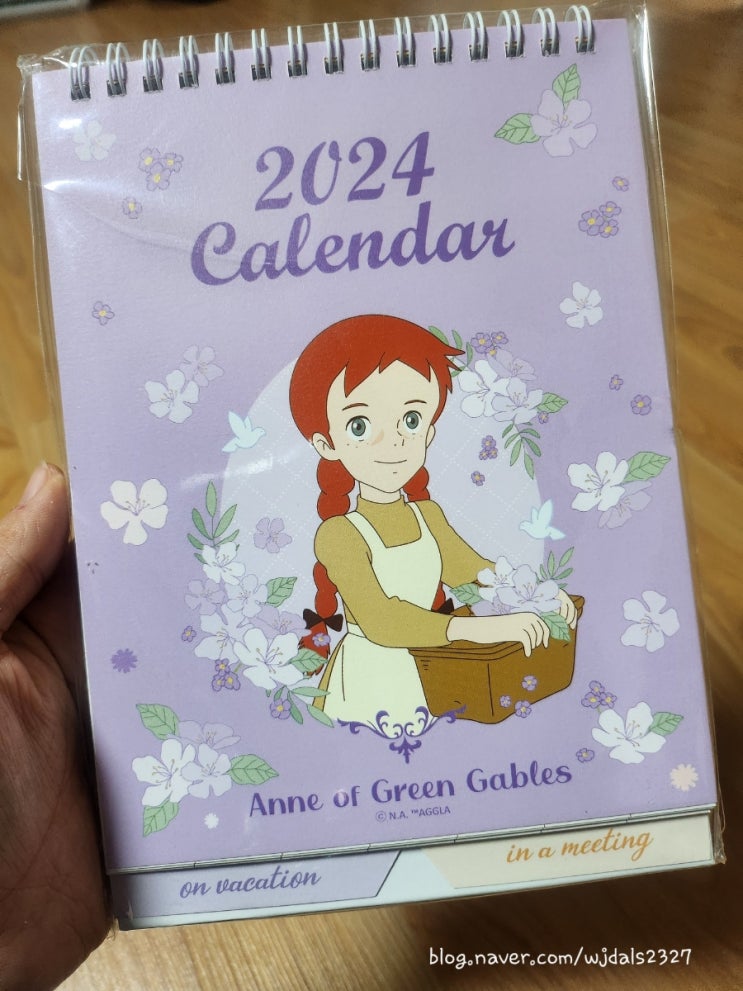 2024
Calendar
Anne of Green Gables
© N.A. ™AGGLA
on vacation
in a meeting
blog.naver.com/wjdals2327